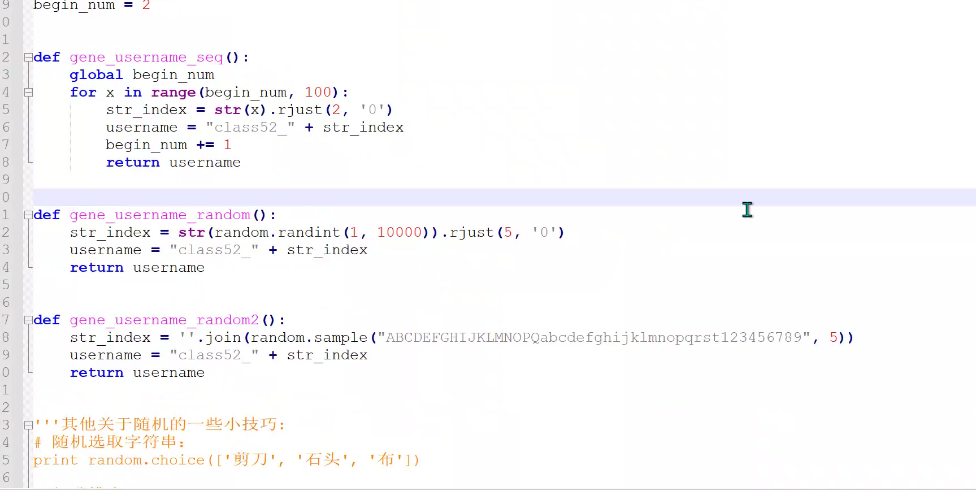 9 begin_num = 2
0
1
2 def gene_username_seq():
3 global begin_num
4 for x in range(begin_num, 100):
5 str_index = str(x).rjust(2, '0')
6 username = "class52_" + str_index
7 begin_num += 1
8 return username
9
0
1 def gene_username_random():
2 str_index = str(random.randint(1, 10000)).rjust(5, '0')
3 username = "class52_" + str_index
4 return username
5
6
7 def gene_username_random2():
8 str_index = ''.join(random.sample("ABCDEFGHIJKLMNOPQabcdefghijklmnopqrst123456789", 5))
9 username = "class52_" + str_index
0 return username
1
2
3 '''其他关于随机的一些小技巧:
4 # 随机选取字符串:
5 print random.choice(['剪刀', '石头', '布'])
6